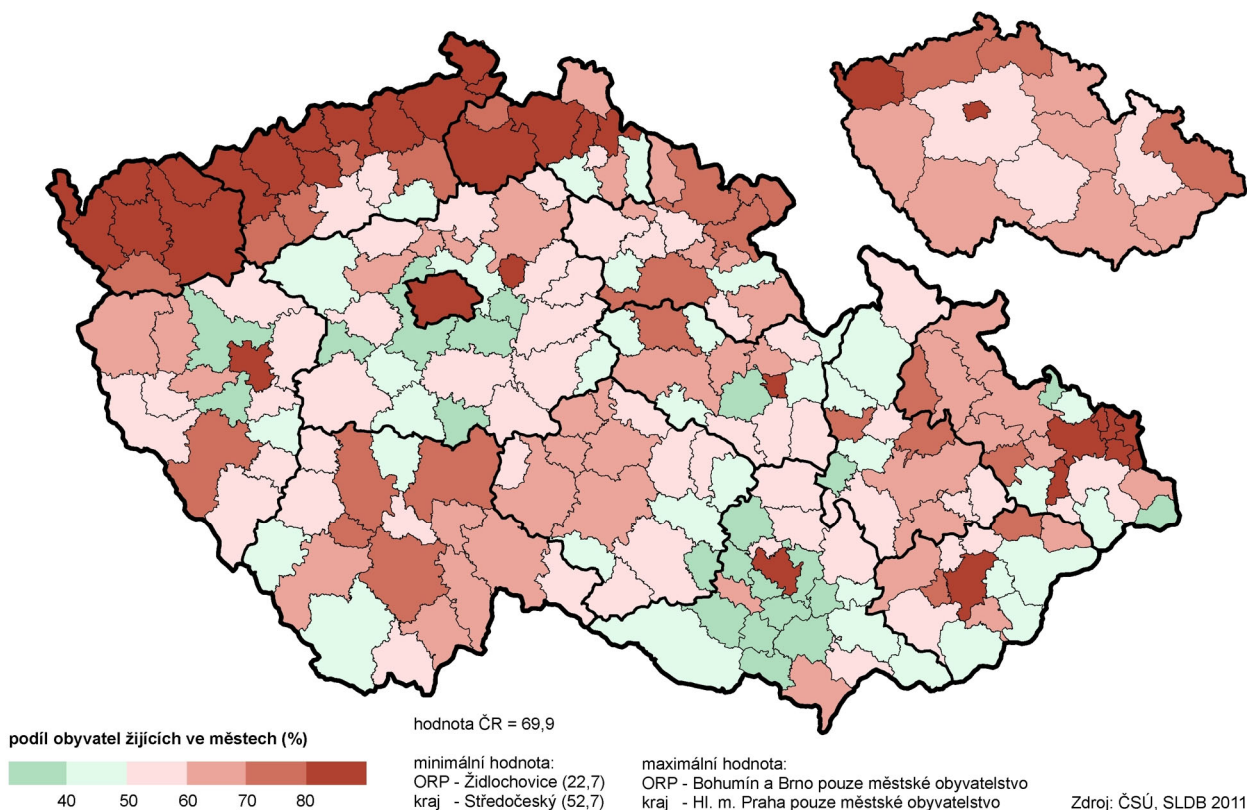 hodnota ČR = 69,9
podíl obyvatel žijících ve městech (%)
40 50 60 70 80
minimální hodnota:
ORP - Židlochovice (22,7)
kraj - Středočeský (52,7)
maximální hodnota:
ORP - Bohumín a Brno pouze městské obyvatelstvo
kraj - Hl. m. Praha pouze městské obyvatelstvo
Zdroj: ČSÚ, SLDB 2011